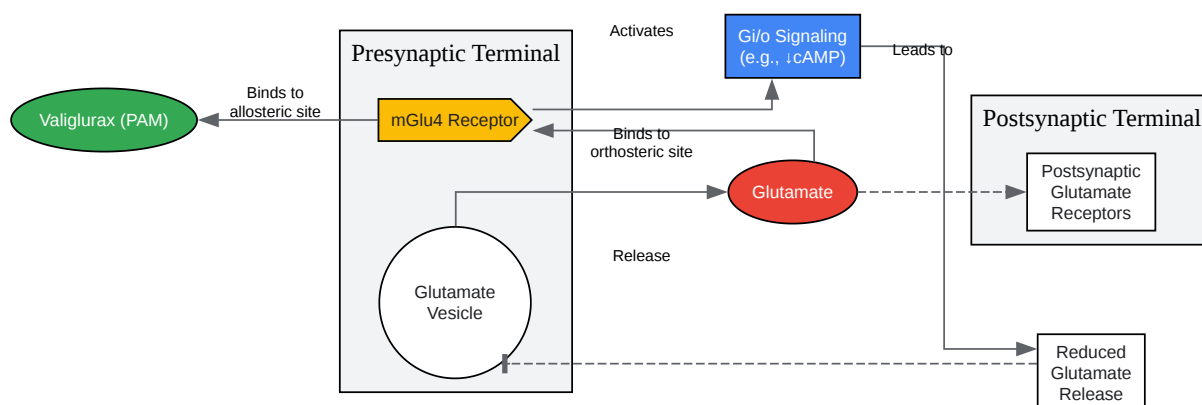 Presynaptic Terminal
Activates
Gi/o Signaling
(e.g., ↓cAMP)
Leads to
Binds to
allosteric site
Valiglurax (PAM)
mGlu4 Receptor
Binds to
orthosteric site
Postsynaptic Terminal
Postsynaptic
Glutamate
Receptors
Glutamate
Release
Glutamate
Vesicle
Reduced
Glutamate
Release